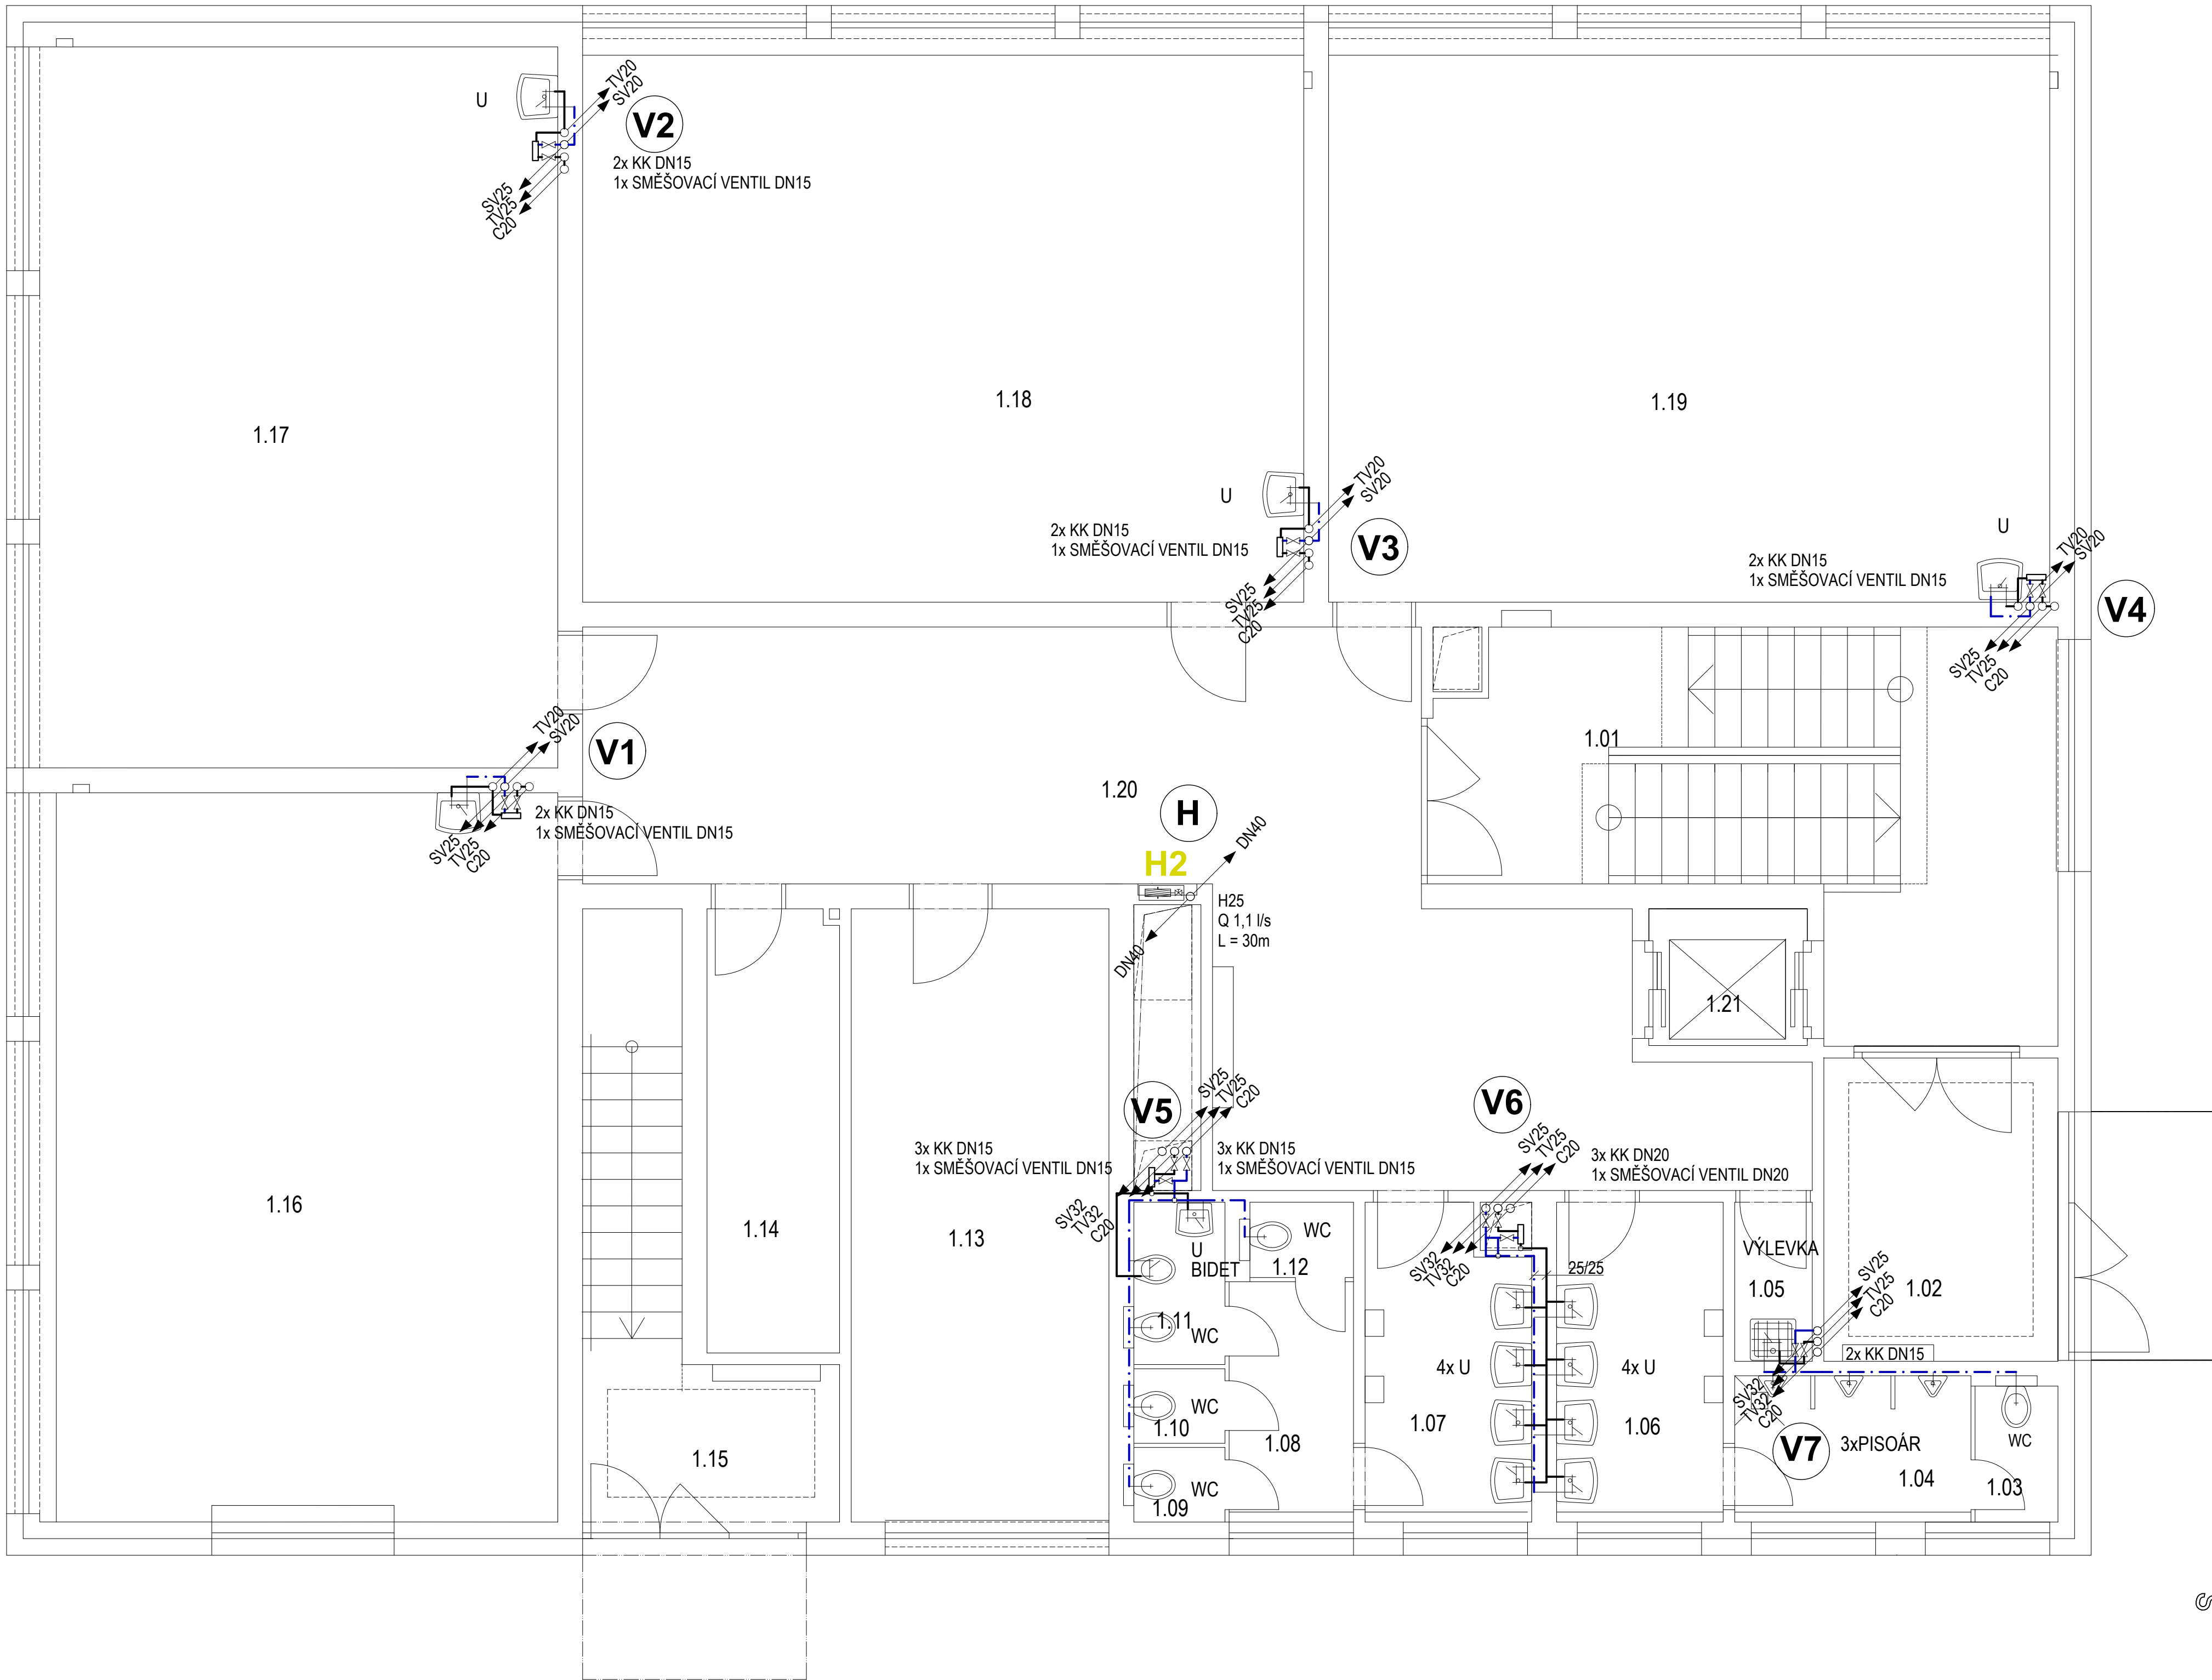 U
TV20
SV20
V2
2x KK DN15
1x SMĚŠOVACÍ VENTIL DN15
SV25
TV25
C20
1.17
1.18
1.19
U
TV20
SV20
2x KK DN15
1x SMĚŠOVACÍ VENTIL DN15
V3
SV25
TV25
C20
U
TV20
SV20
2x KK DN15
1x SMĚŠOVACÍ VENTIL DN15
V4
SV25
TV25
C20
TV20
SV20
V1
2x KK DN15
1x SMĚŠOVACÍ VENTIL DN15
SV25
TV25
C20
1.01
1.20
H
DN40
H2
H25
Q 1,1 l/s
L = 30m
DN40
1.21
SV25
TV25
C20
V5
3x KK DN15
1x SMĚŠOVACÍ VENTIL DN15
3x KK DN15
1x SMĚŠOVACÍ VENTIL DN15
V6
SV25
TV25
C20
3x KK DN20
1x SMĚŠOVACÍ VENTIL DN20
1.16
1.14
1.13
SV32
TV32
C20
U
BIDET
WC
1.12
SV32
TV32
C20
25/25
VÝLEVKA
1.05
SV25
TV25
C20
1.02
1.11
WC
4x U
4x U
2x KK DN15
WC
1.10
1.08
1.07
1.06
SV32
TV32
C20
V7
3xPISOÁR
WC
1.15
WC
1.09
1.04
1.03
S